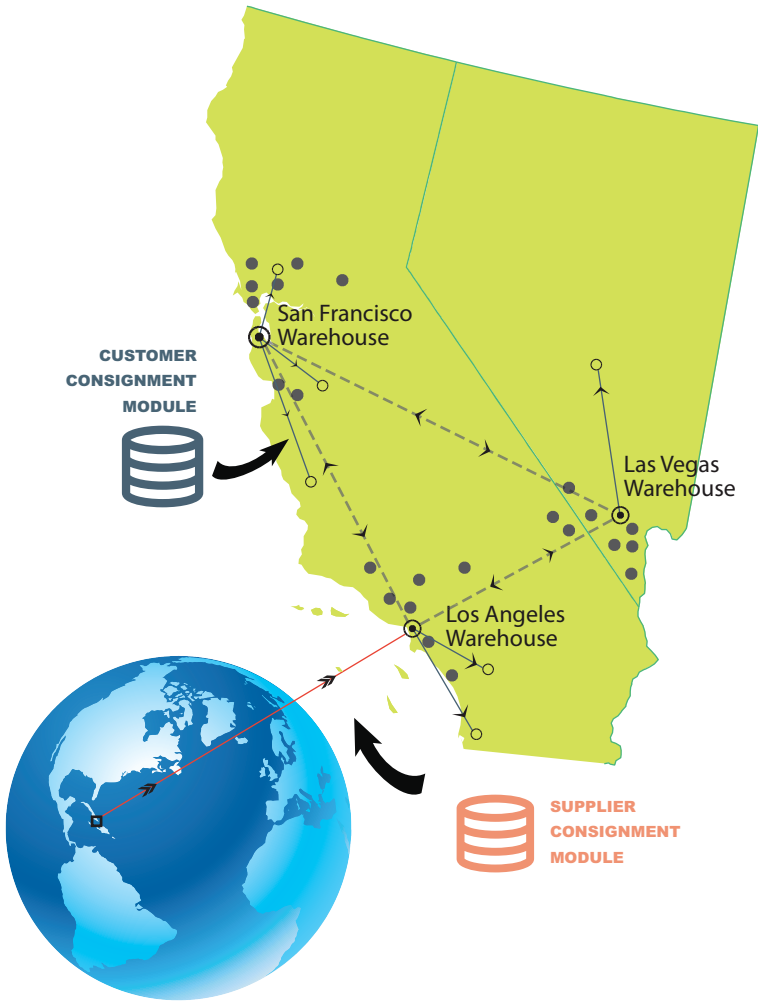 San Francisco
Warehouse
CUSTOMER
CONSIGNMENT
MODULE
Las Vegas
Warehouse
Los Angeles
Warehouse
SUPPLIER
CONSIGNMENT
MODULE